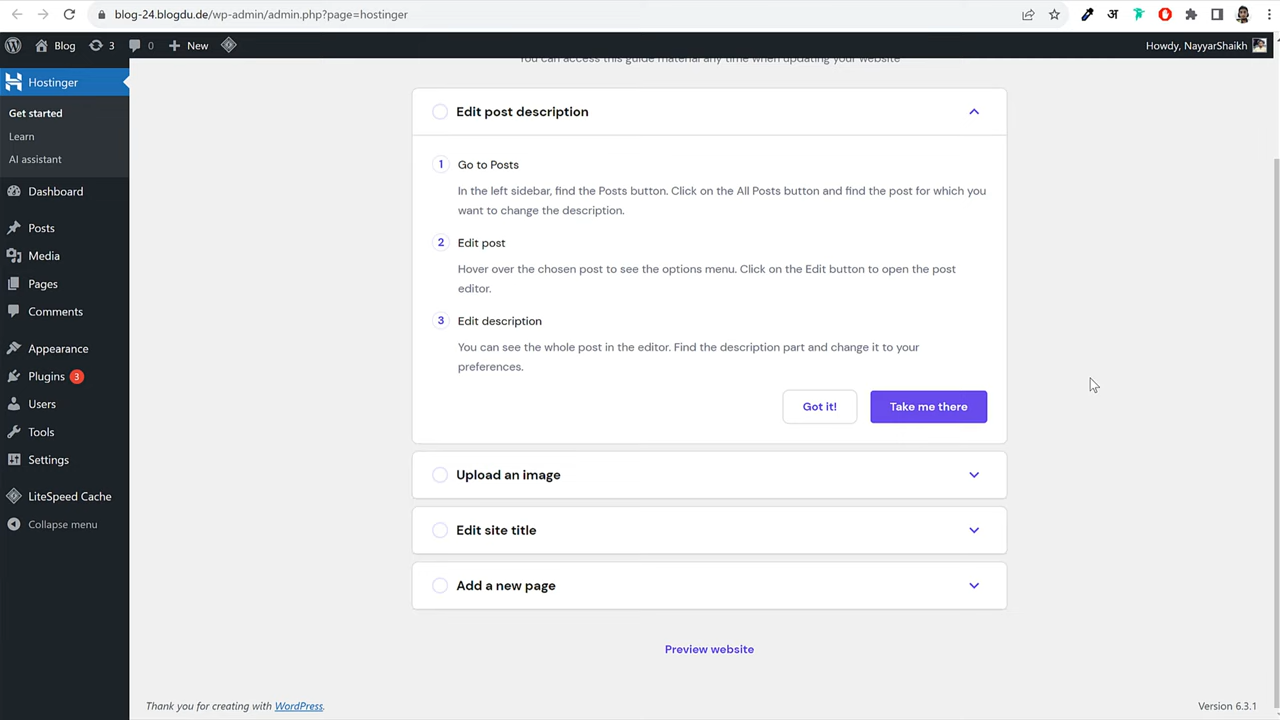 blog-24.blogdu.de/wp-admin/admin.php?page=hostinger
अ
Blog
3
0
New
Howdy, NayyarShaikh
Hostinger
Get started
Learn
AI assistant
Dashboard
Posts
Media
Pages
Comments
Appearance
Plugins 3
Users
Tools
Settings
LiteSpeed Cache
Collapse menu
You can access this guide material any time when updating your website
Edit post description
1 Go to Posts
In the left sidebar, find the Posts button. Click on the All Posts button and find the post for which you
want to change the description.
2 Edit post
Hover over the chosen post to see the options menu. Click on the Edit button to open the post
editor.
3 Edit description
You can see the whole post in the editor. Find the description part and change it to your
preferences.
Got it!
Take me there
Upload an image
Edit site title
Add a new page
Preview website
Thank you for creating with WordPress.
Version 6.3.1